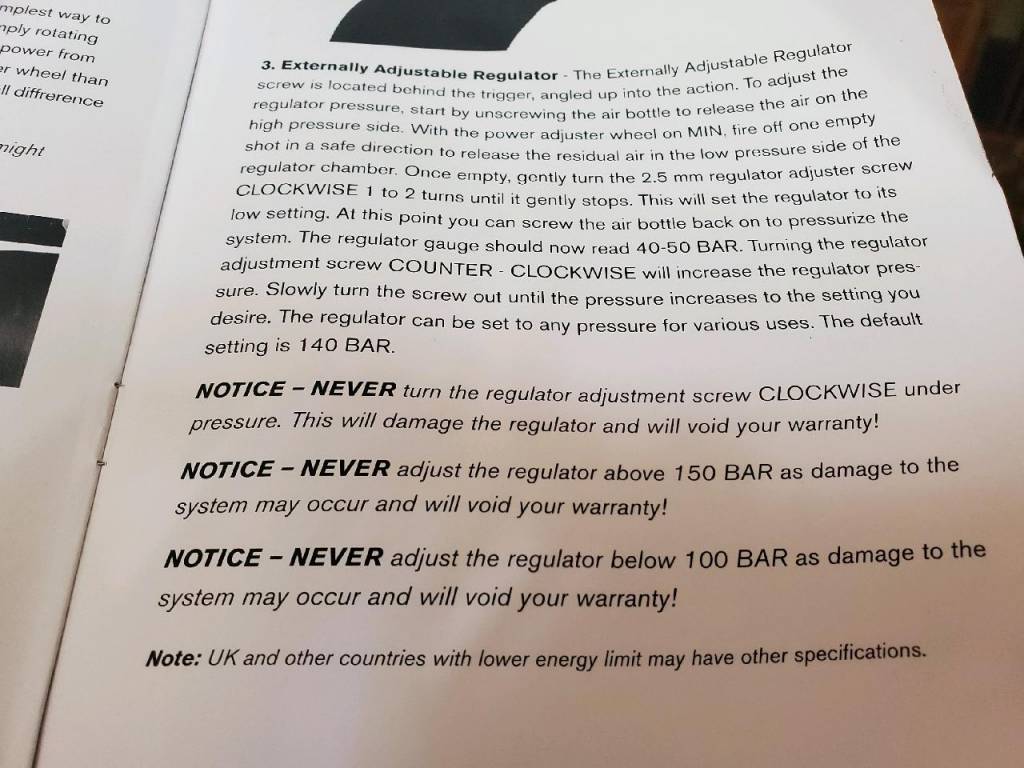 mplest way to
mply rotating
power from
er wheel than
ll diffrerence
night
3. Externally Adjustable Regulator - The Externally Adjustable Regulator
screw is located behind the trigger, angled up into the action. To adjust the
regulator pressure, start by unscrewing the air bottle to release the air on the
high pressure side. With the power adjuster wheel on MIN, fire off one empty
shot in a safe direction to release the residual air in the low pressure side of the
regulator chamber. Once empty, gently turn the 2.5 mm regulator adjuster screw
CLOCKWISE 1 to 2 turns until it gently stops. This will set the regulator to its
low setting. At this point you can screw the air bottle back on to pressurize the
system. The regulator gauge should now read 40-50 BAR. Turning the regulator
adjustment screw COUNTER - CLOCKWISE will increase the regulator pres-
sure. Slowly turn the screw out until the pressure increases to the setting you
desire. The regulator can be set to any pressure for various uses. The default
setting is 140 BAR.
NOTICE – NEVER turn the regulator adjustment screw CLOCKWISE under
pressure. This will damage the regulator and will void your warranty!
NOTICE – NEVER adjust the regulator above 150 BAR as damage to the
system may occur and will void your warranty!
NOTICE – NEVER adjust the regulator below 100 BAR as damage to the
system may occur and will void your warranty!
Note: UK and other countries with lower energy limit may have other specifications.